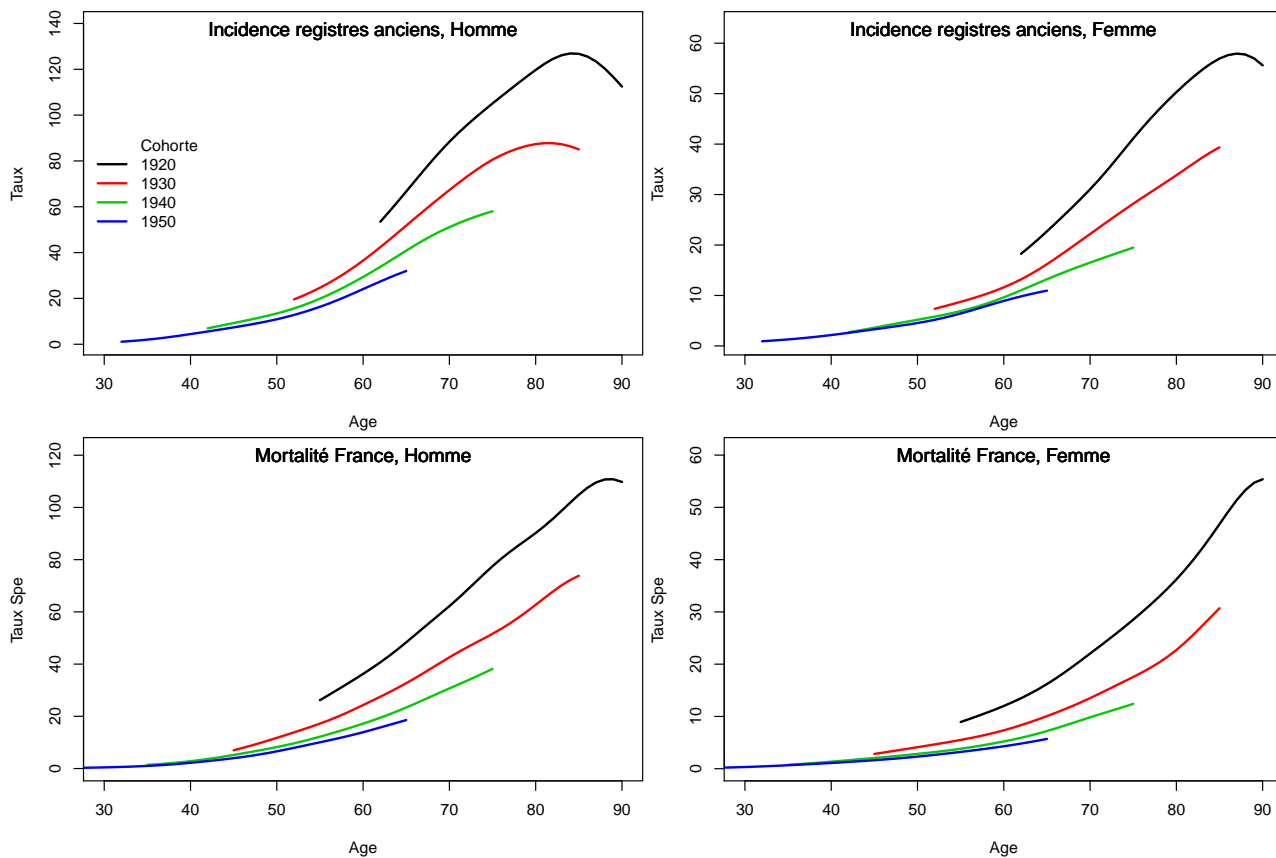 Incidence registres anciens, Homme
Taux
0 20 40 60 80 100 120 140
Cohorte
1920
1930
1940
1950
30 40 50 60 70 80 90
Age
Incidence registres anciens, Femme
Taux
0 10 20 30 40 50 60
30 40 50 60 70 80 90
Age
Mortalité France, Homme
Taux Spe
0 20 40 60 80 100 120
30 40 50 60 70 80 90
Age
Mortalité France, Femme
Taux Spe
0 10 20 30 40 50 60
30 40 50 60 70 80 90
Age